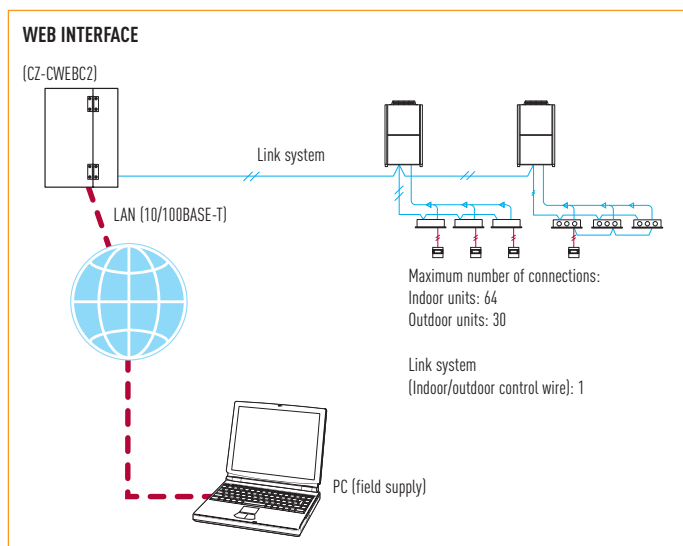 WEB INTERFACE
(CZ-CWEBC2)
Link system
LAN (10/100BASE-T)
Maximum number of connections:
Indoor units: 64
Outdoor units: 30
Link system
(Indoor/outdoor control wire): 1
PC (field supply)